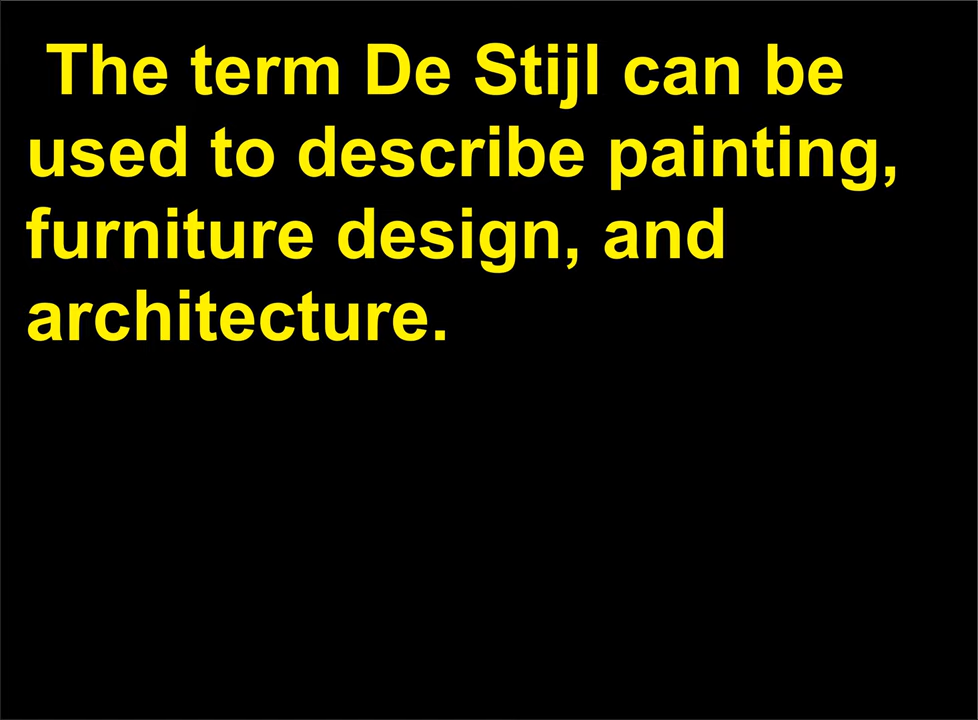 The term De Stijl can be
used to describe painting,
furniture design, and
architecture.